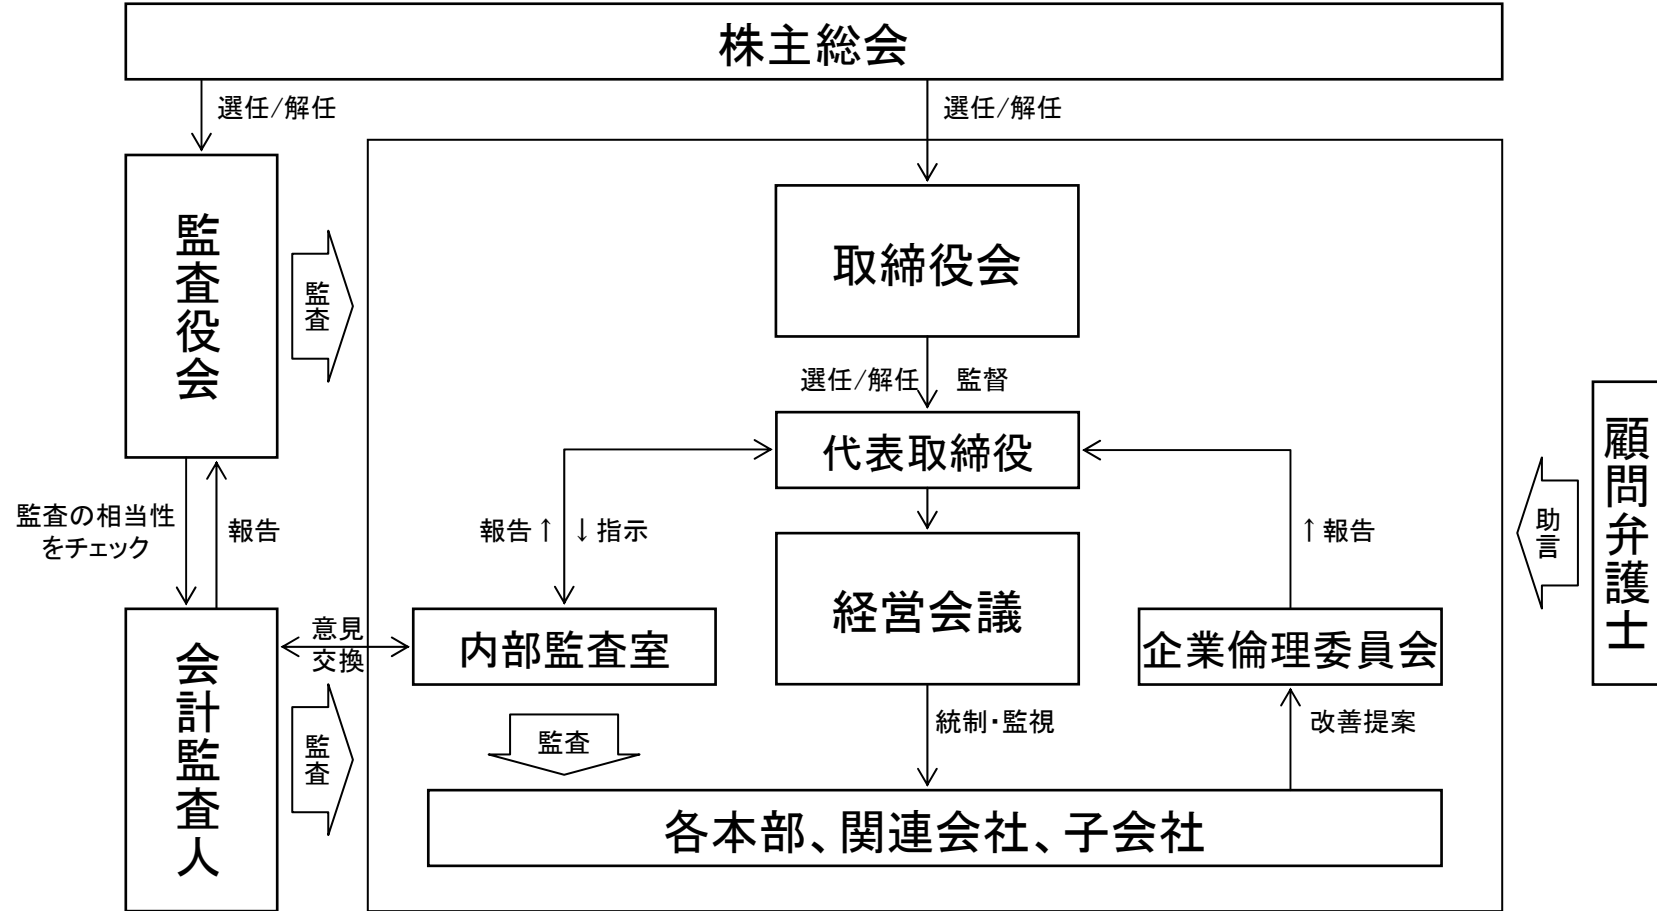 株主総会
選任/解任
選任/解任
監査役会
監査
取締役会
選任/解任
監督
代表取締役
顧問弁護士
助言
監査の相当性
をチェック
報告
報告↑
↓指示
↑報告
経営会議
会計監査人
意見
交換
内部監査室
企業倫理委員会
監査
監査
統制・監視
改善提案
各本部、関連会社、子会社